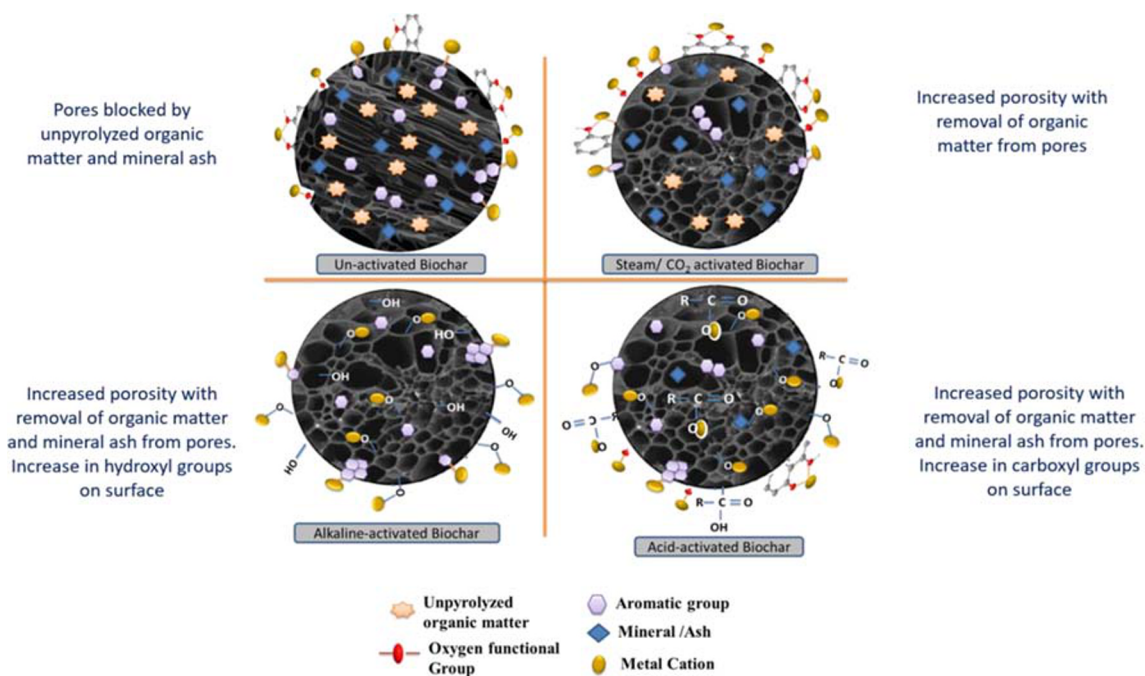 Pores blocked by
unpyrolyzed organic
matter and mineral ash
Un-activated Biochar
Increased porosity with
removal of organic
matter from pores
Steam/ CO₂ activated Biochar
Increased porosity with
removal of organic matter
and mineral ash from pores.
Increase in hydroxyl groups
on surface
OH
O
HO
O
OH
O
O
OH
O
OH
O
HO
O
O
Alkaline-activated Biochar
R – C = O
O
O
R – C = O
O
O
O
O
R – C = O
O
O
O = C – R
O
O
O
O
R – C = O
OH
Acid-activated Biochar
Increased porosity with
removal of organic matter
and mineral ash from pores.
Increase in carboxyl groups
on surface
Unpyrolyzed
organic matter
Oxygen functional
Group
Aromatic group
Mineral /Ash
Metal Cation